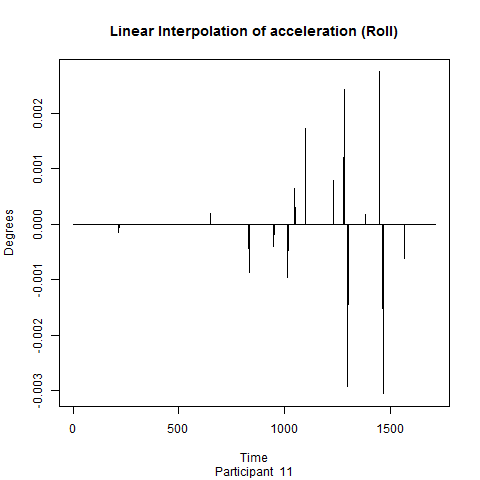 Linear Interpolation of acceleration (Roll)
Degrees
0.002
0.001
0.000
-0.001
-0.002
-0.003
0 500 1000 1500
Time
Participant 11